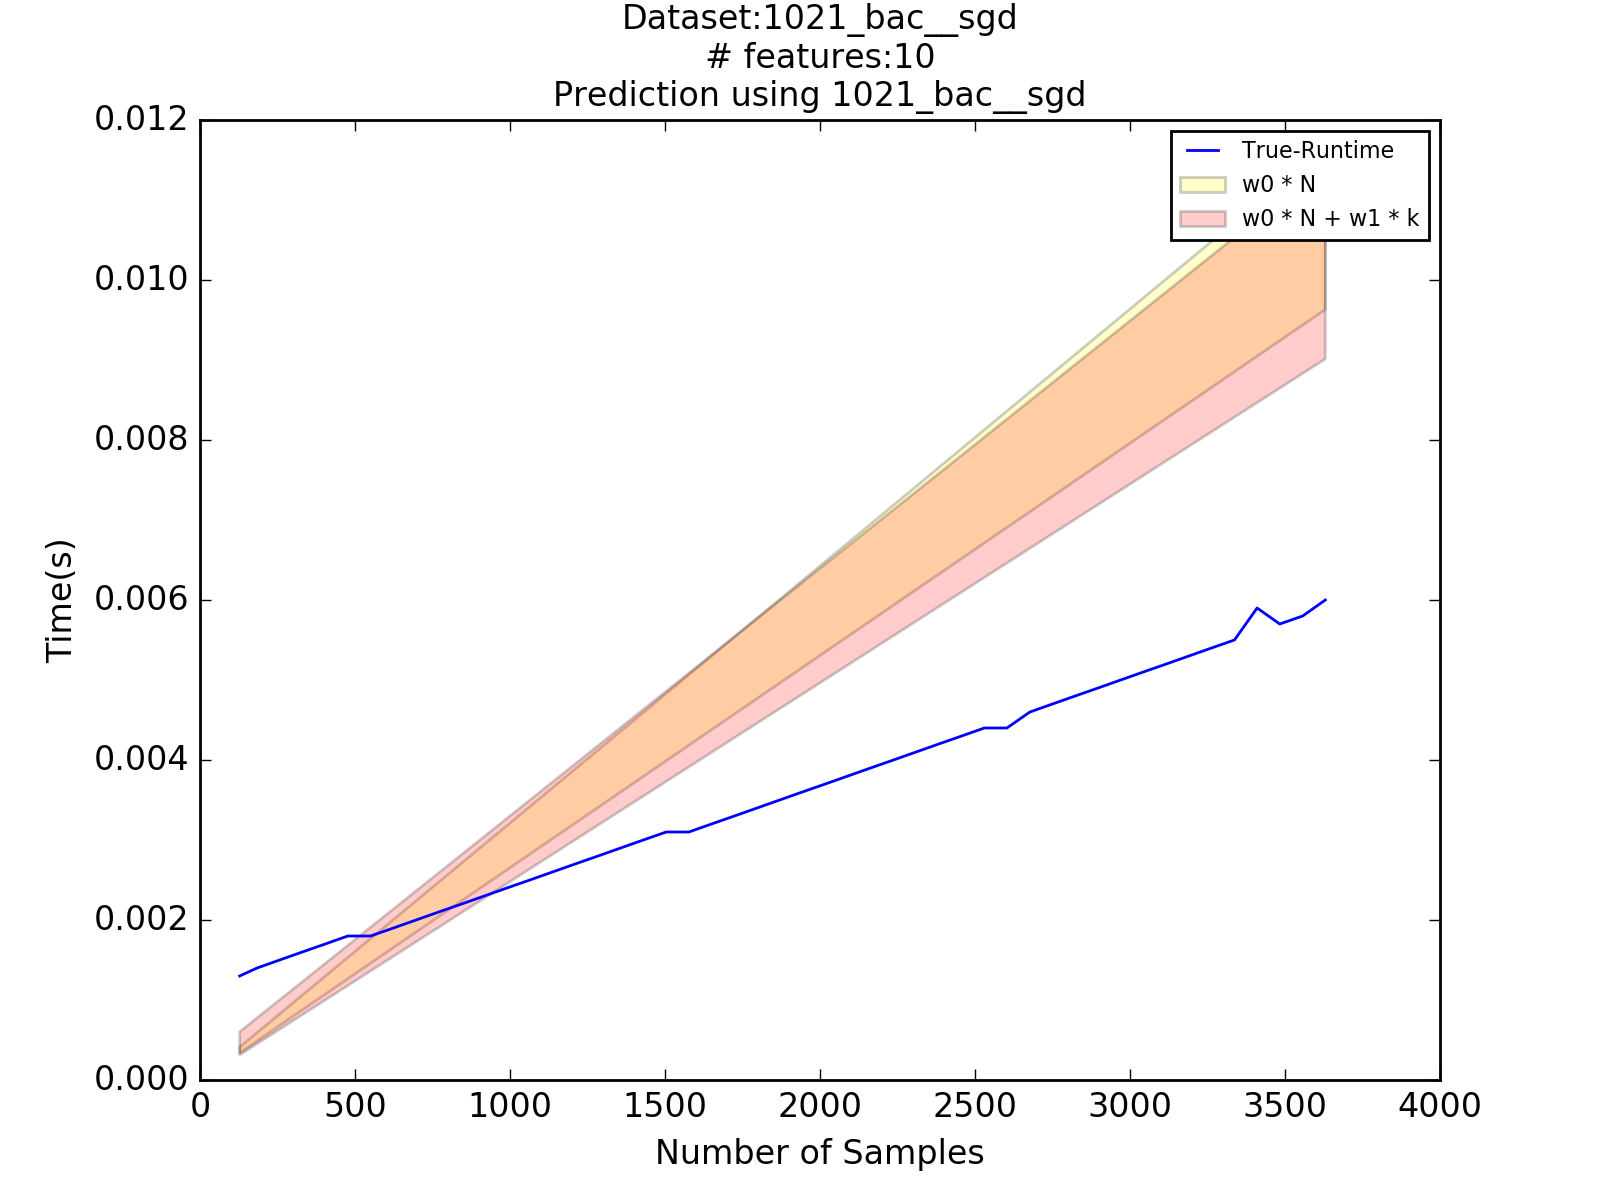 Dataset:1021_bac__sgd
# features:10
Prediction using 1021_bac__sgd
0.012
0.010
0.008
0.006
0.004
0.002
0.000
Time(s)
True-Runtime
w0 * N
w0 * N + w1 * k
0 500 1000 1500 2000 2500 3000 3500 4000
Number of Samples